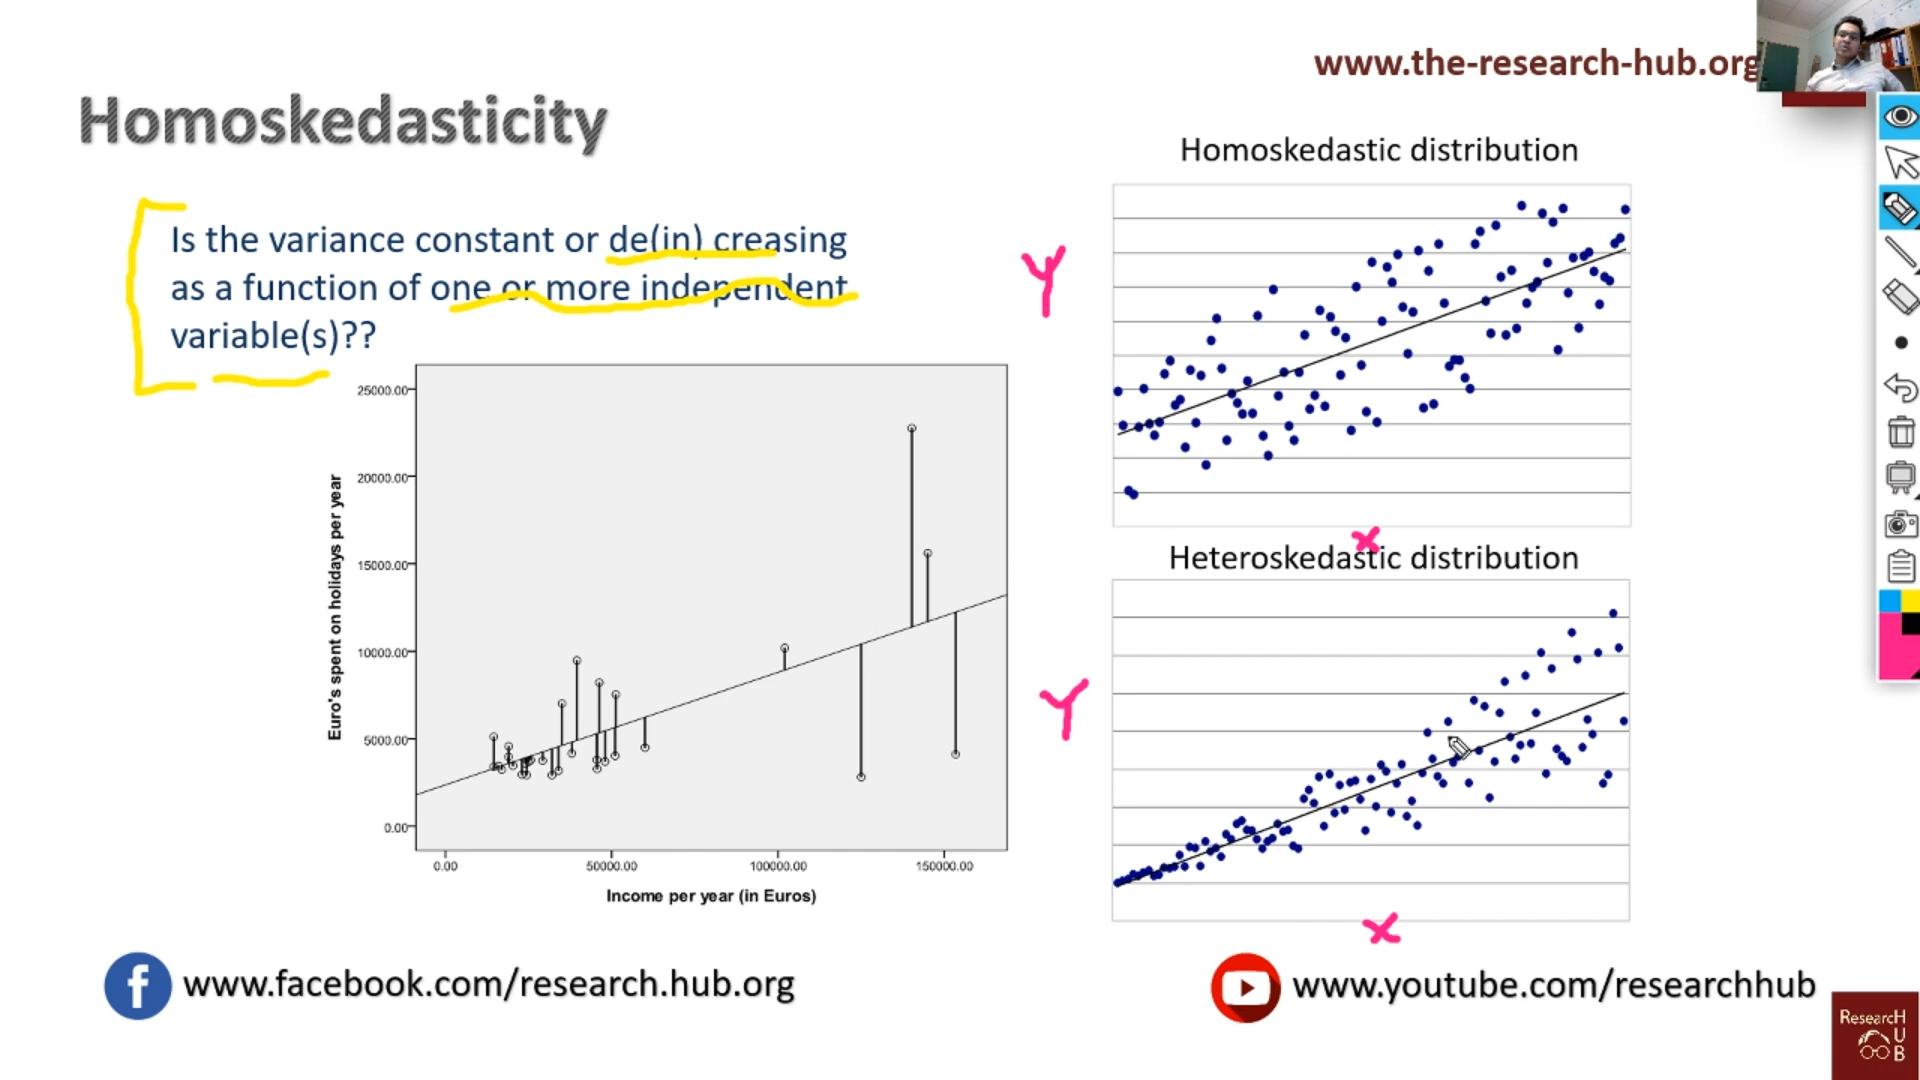 www.the-research-hub.org
Homoskedasticity
Is the variance constant or de(in) creasing
as a function of one or more independent
variable(s)??
Homoskedastic distribution
Y
X
Heteroskedastic distribution
Y
X
25000.00
20000.00
15000.00
10000.00
5000.00
0.00
Euro's spent on holidays per year
0.00 50000.00 100000.00 150000.00
Income per year (in Euros)
www.facebook.com/research.hub.org
www.youtube.com/researchhub
ResearcH
U
B